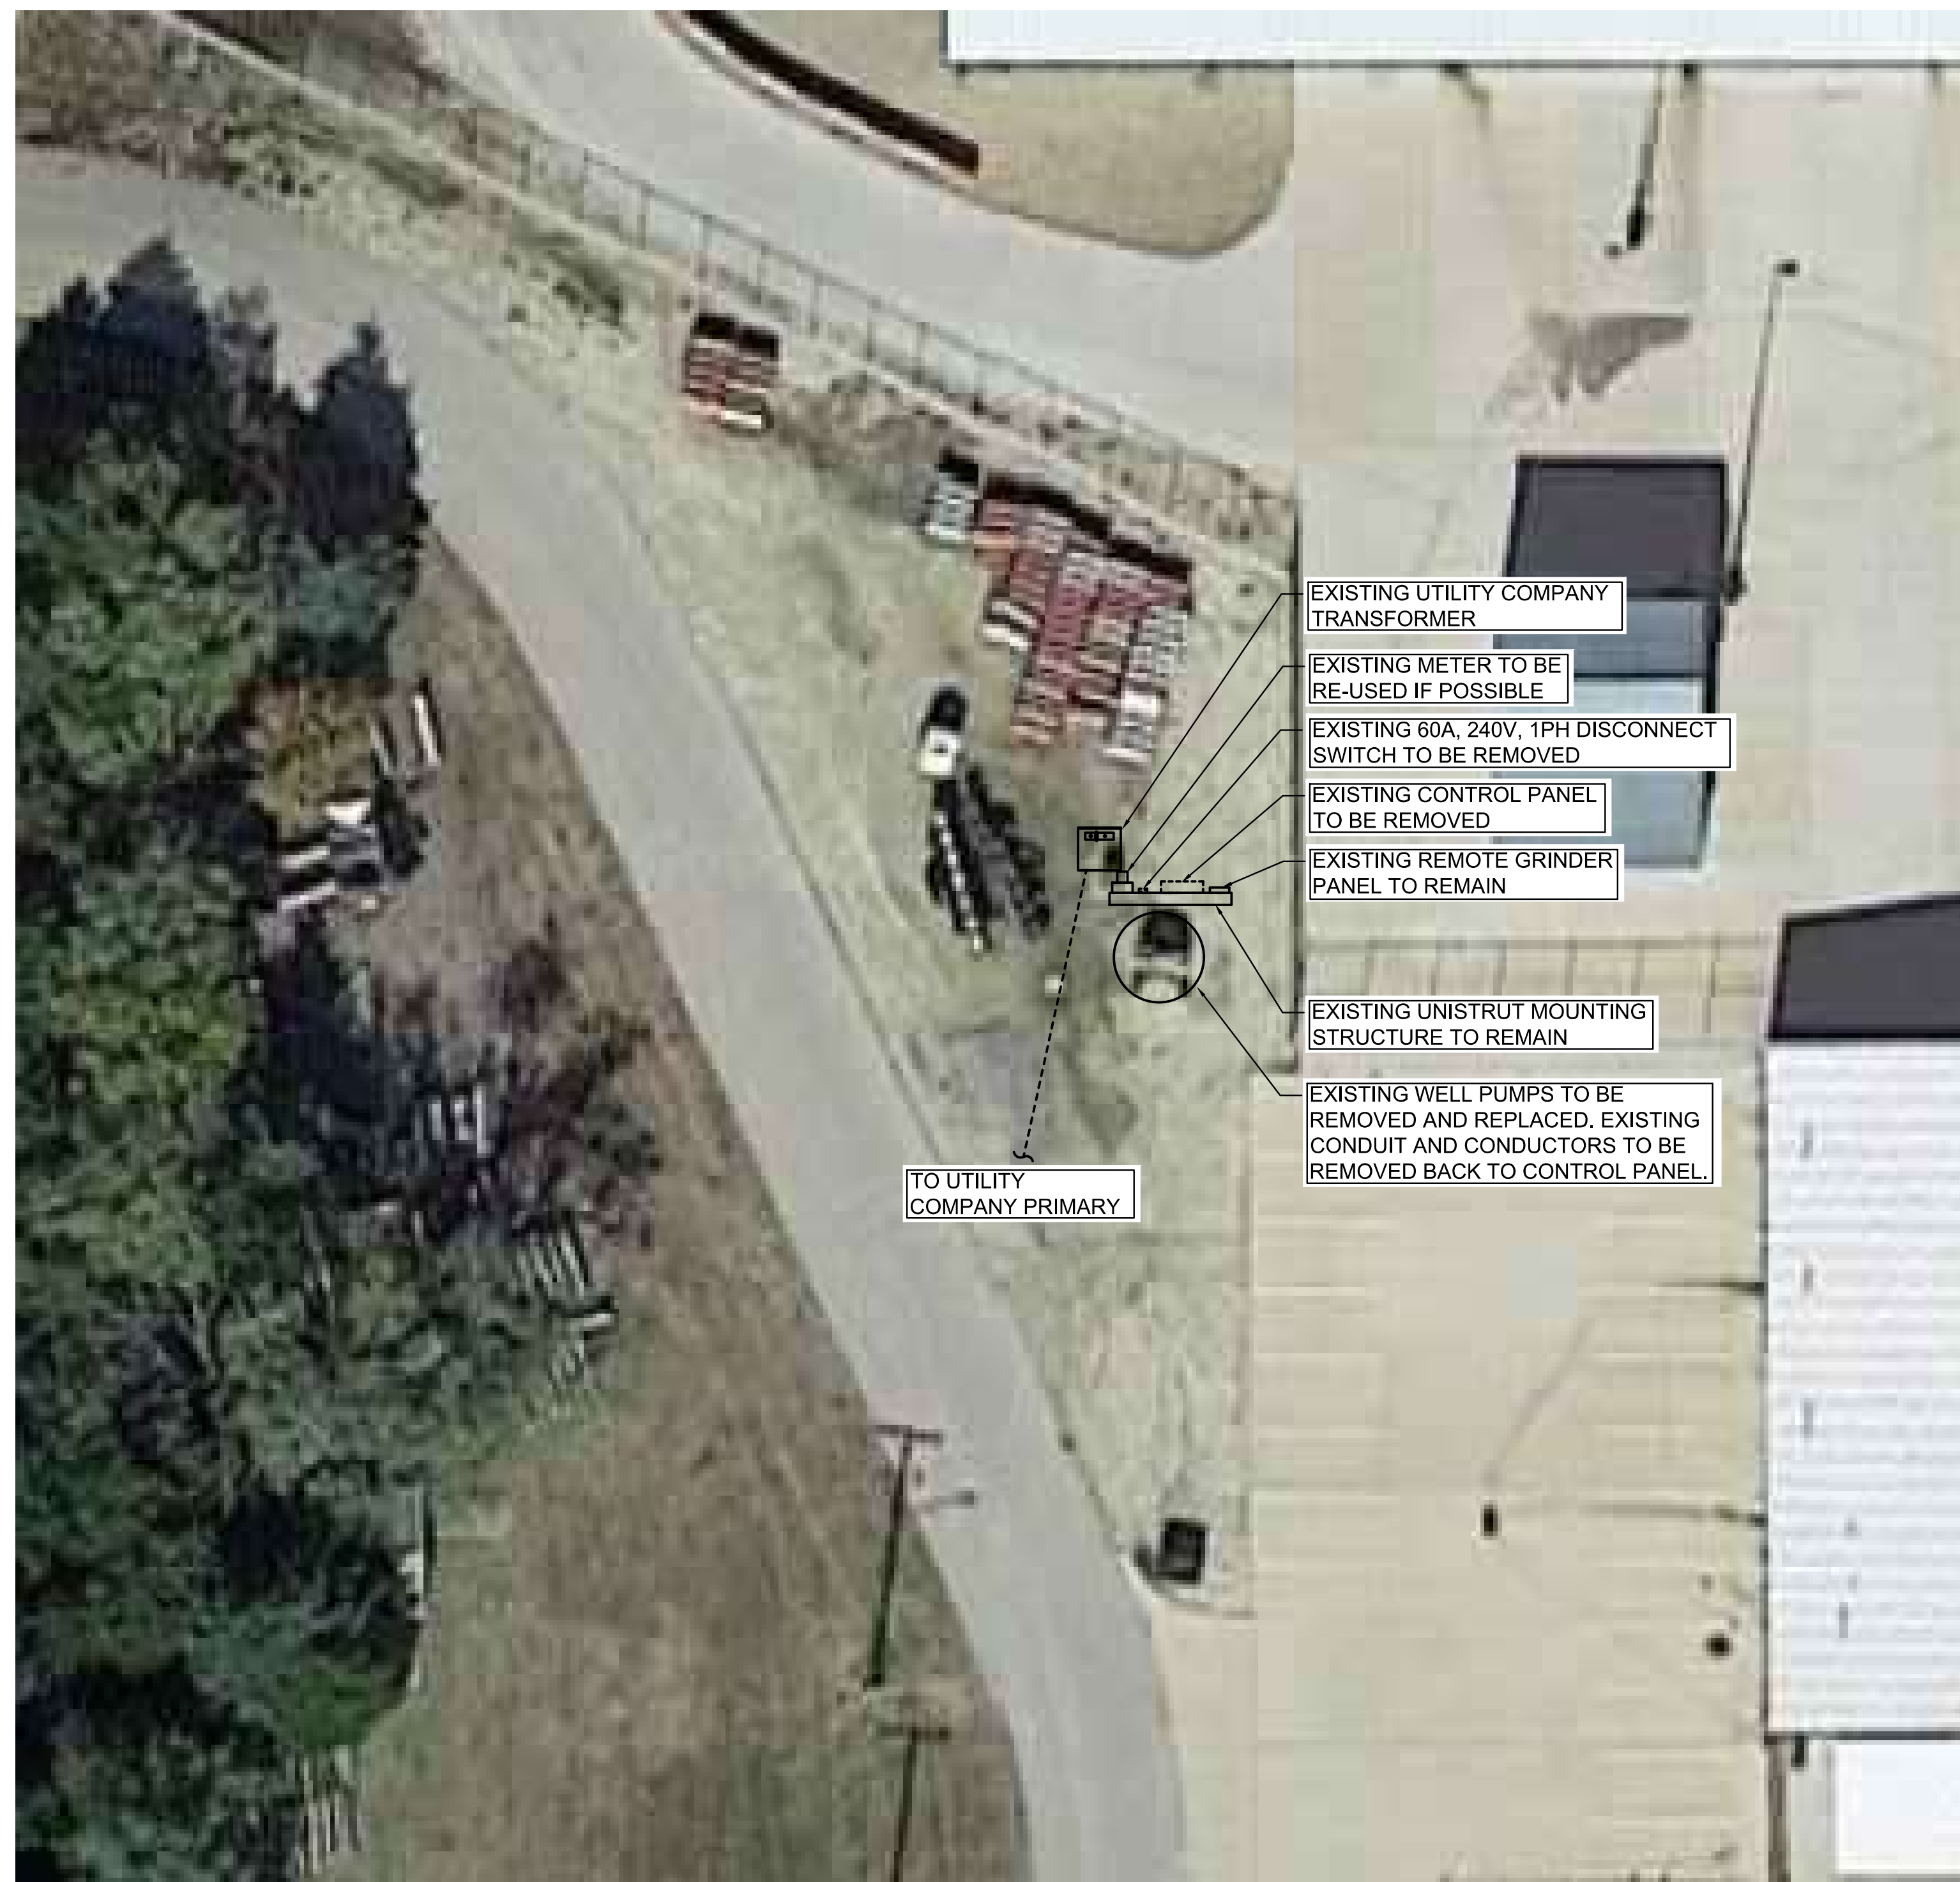 EXISTING UTILITY COMPANY
TRANSFORMER
EXISTING METER TO BE
RE-USED IF POSSIBLE
EXISTING 60A, 240V, 1PH DISCONNECT
SWITCH TO BE REMOVED
EXISTING CONTROL PANEL
TO BE REMOVED
EXISTING REMOTE GRINDER
PANEL TO REMAIN
EXISTING UNISTRUT MOUNTING
STRUCTURE TO REMAIN
EXISTING WELL PUMPS TO BE
REMOVED AND REPLACED. EXISTING
CONDUIT AND CONDUCTORS TO BE
REMOVED BACK TO CONTROL PANEL.
TO UTILITY
COMPANY PRIMARY